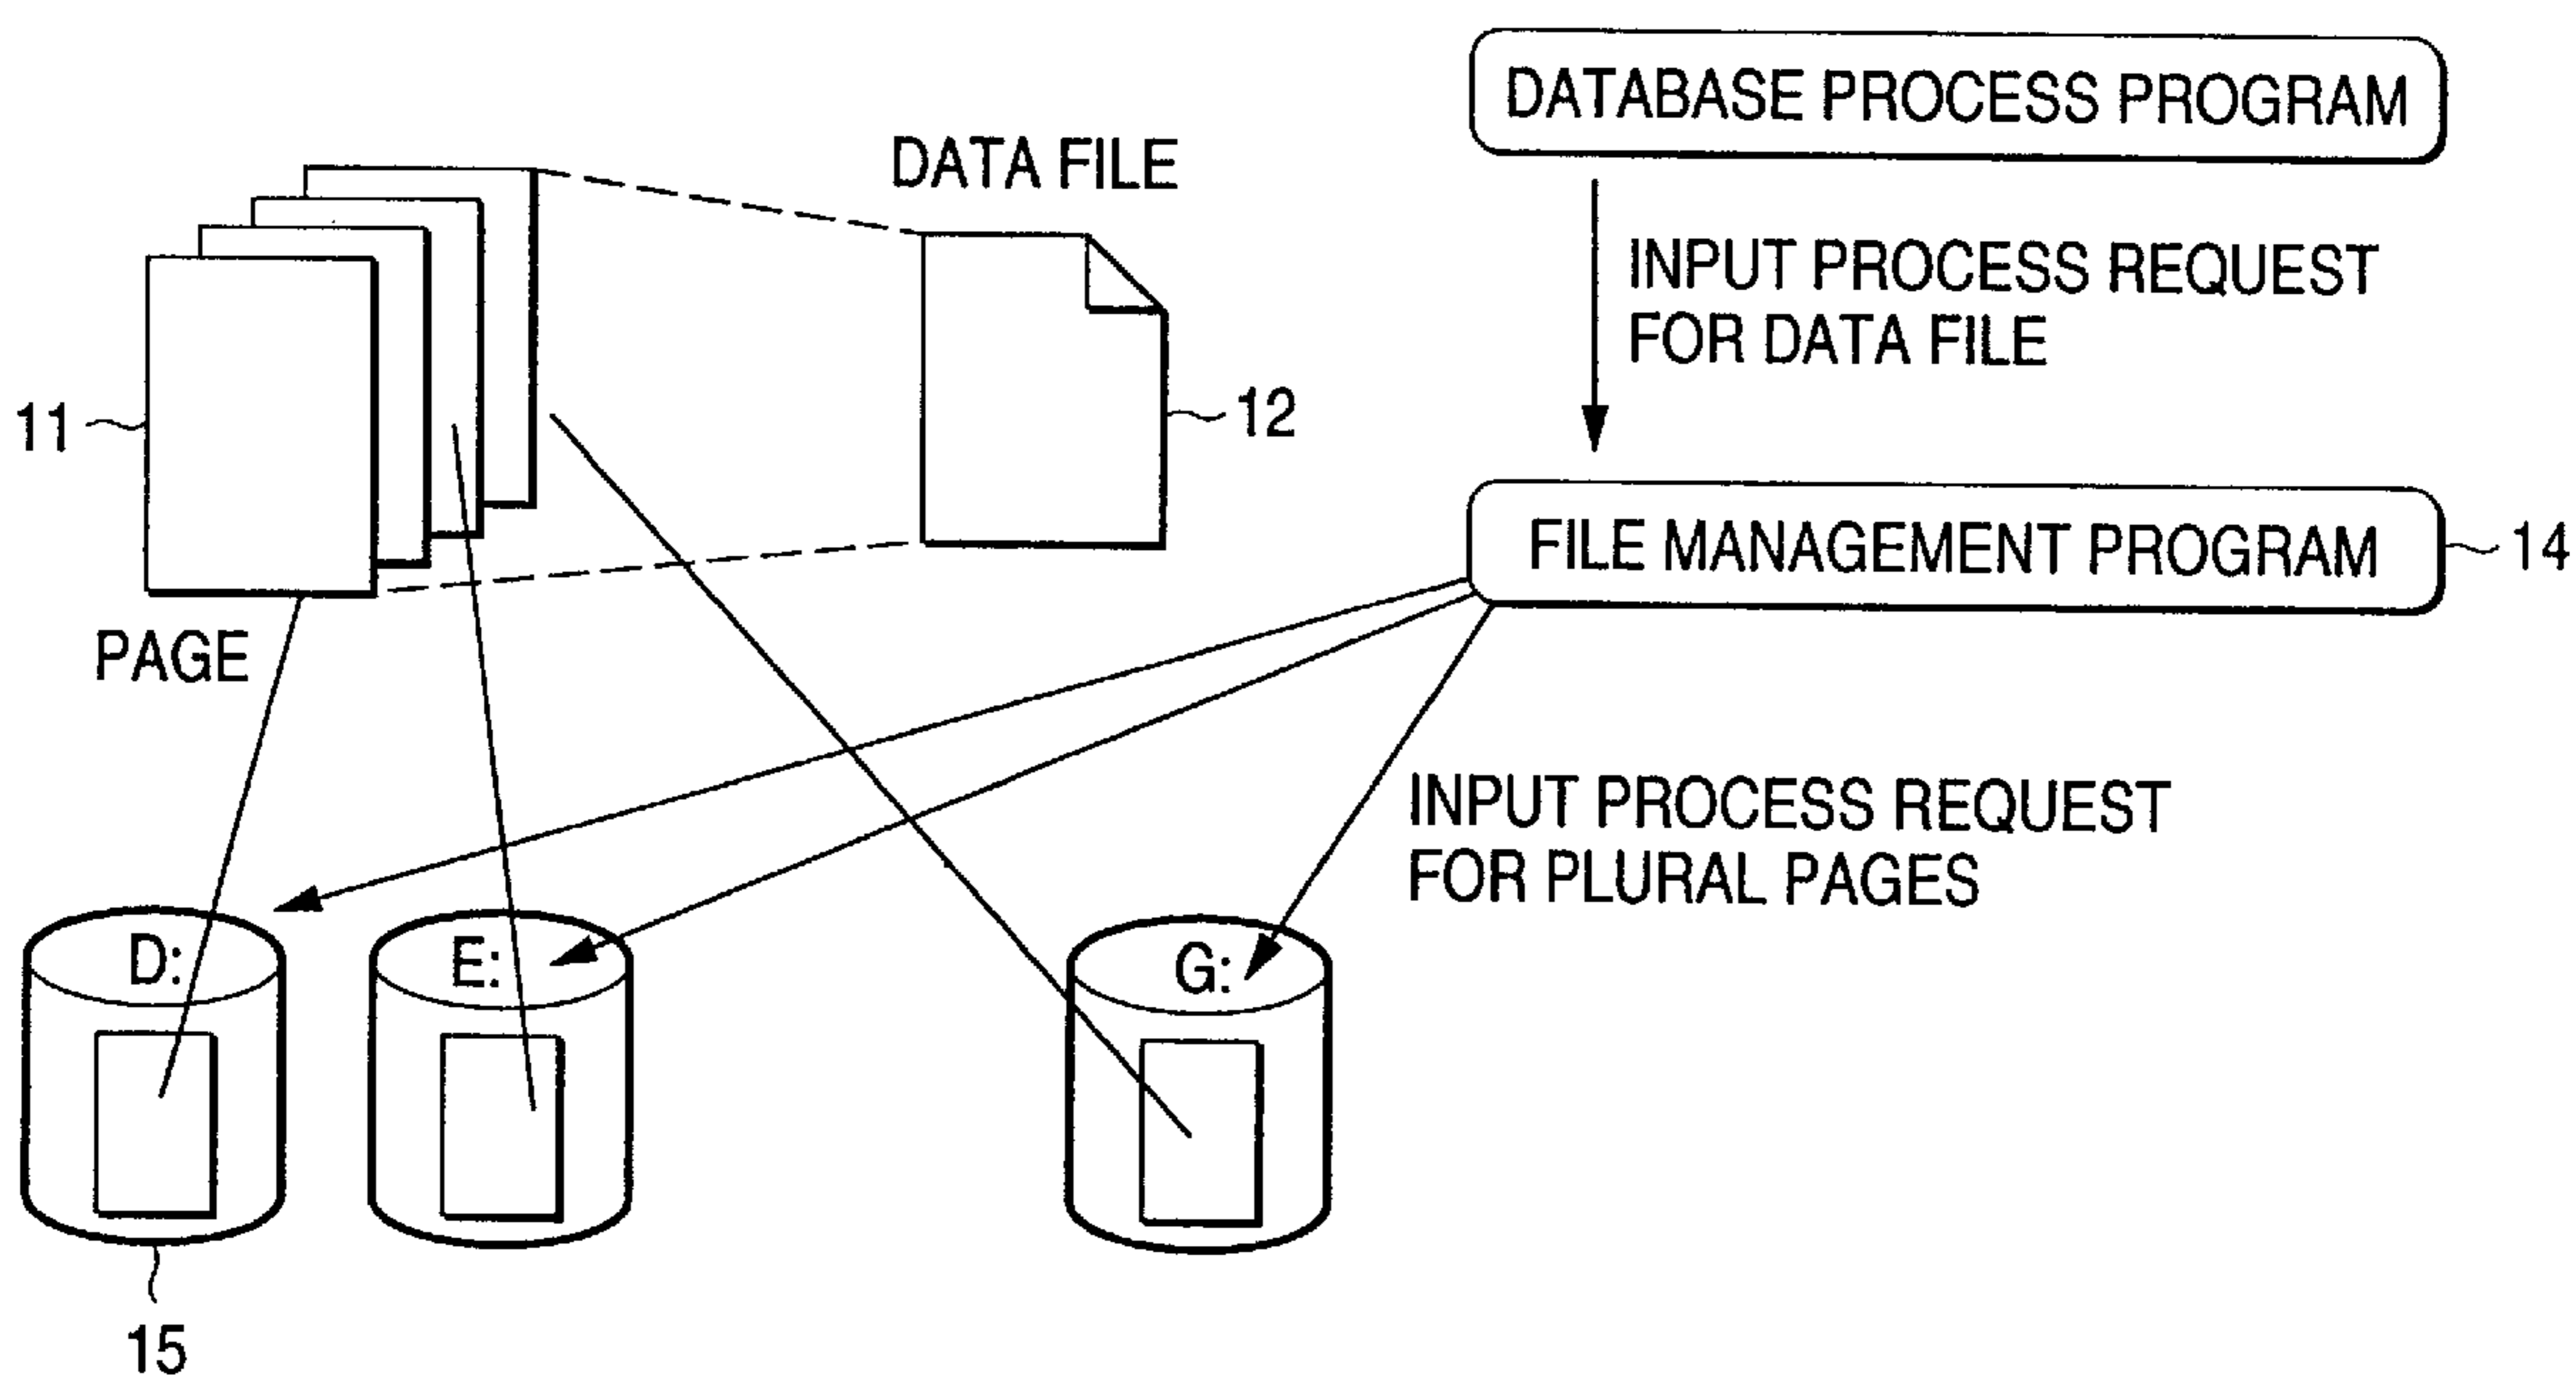 DATABASE PROCESS PROGRAM
DATA FILE
INPUT PROCESS REQUEST
FOR DATA FILE
11
12
FILE MANAGEMENT PROGRAM
14
PAGE
INPUT PROCESS REQUEST
FOR PLURAL PAGES
D:
E:
G:
15